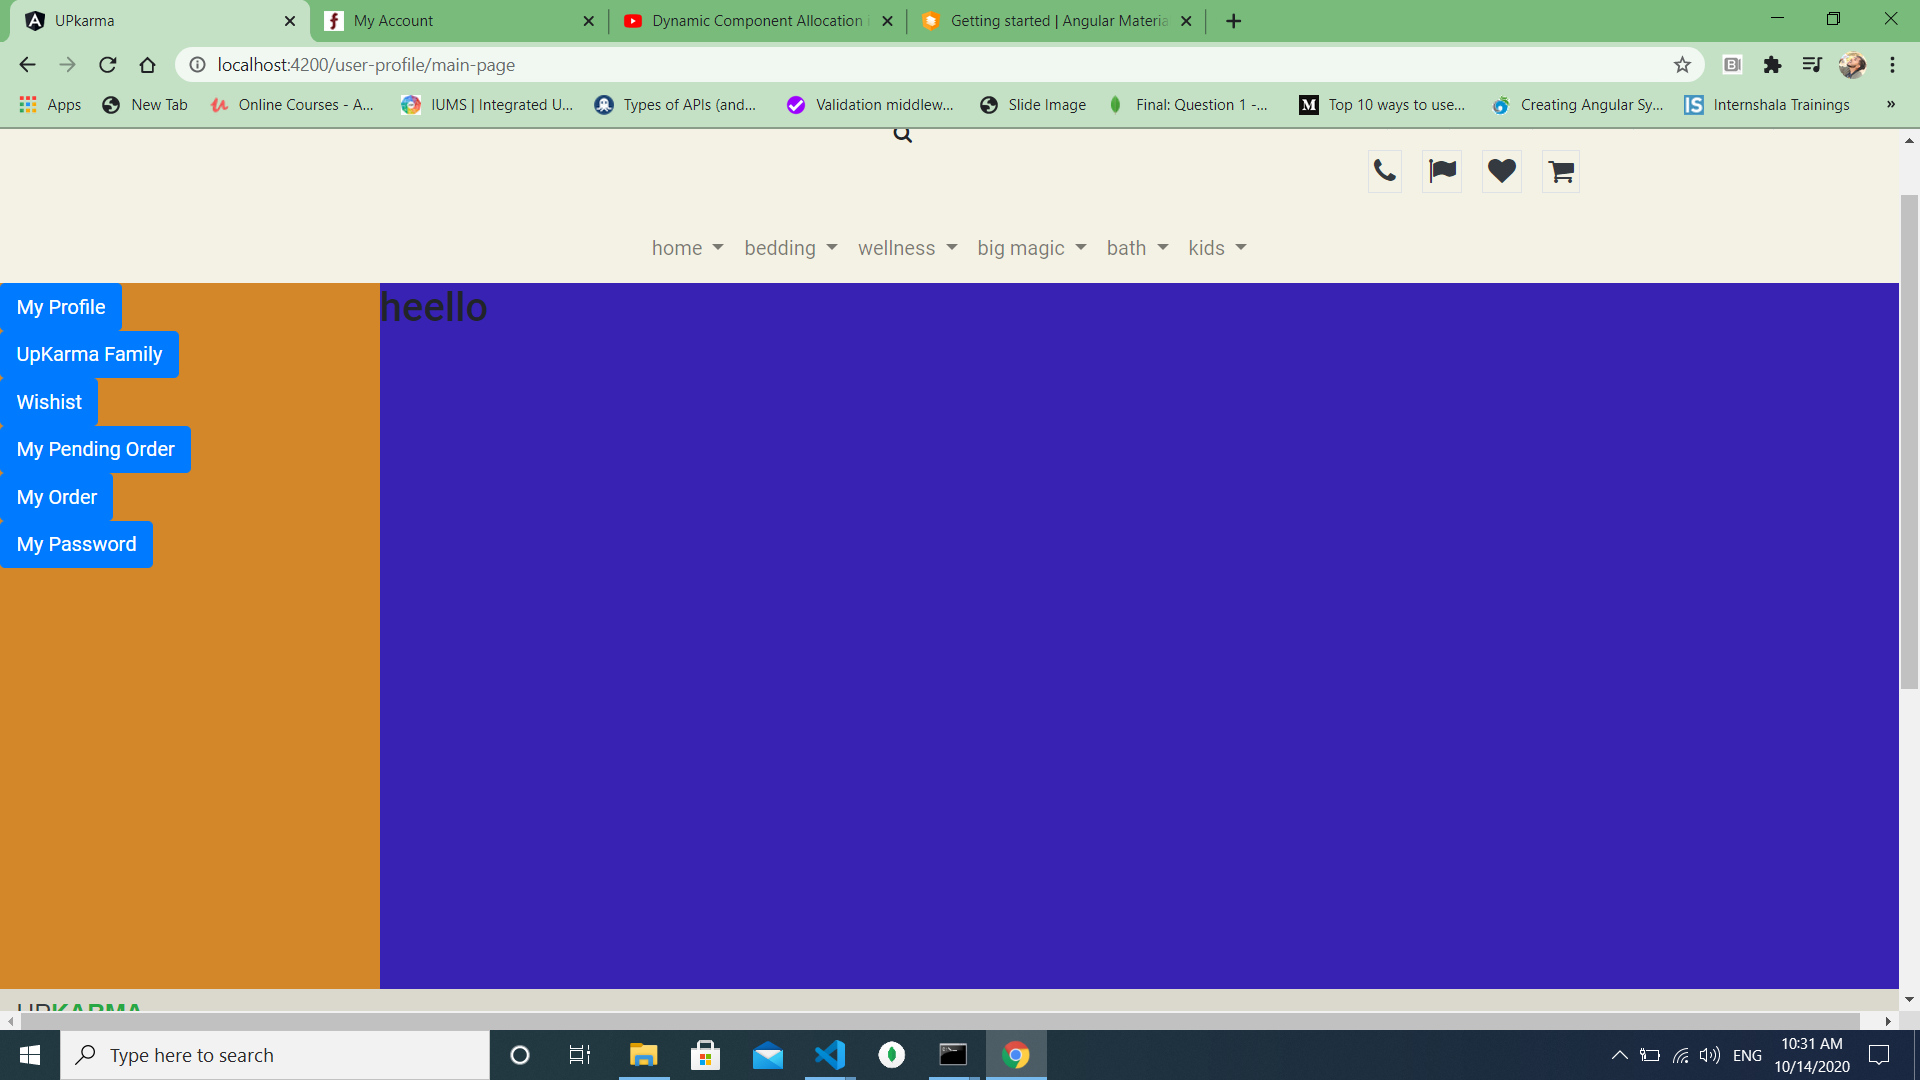 UPkarma
My Account
Dynamic Component Allocation i
Getting started | Angular Materia
localhost:4200/user-profile/main-page
Apps
New Tab
Online Courses - A...
IUMS | Integrated U...
Types of APIs (and...
Validation middlew...
Slide Image
Final: Question 1 -...
Top 10 ways to use...
Creating Angular Sy...
Internshala Trainings
»
home
bedding
wellness
big magic
bath
kids
My Profile
heello
UpKarma Family
Wishist
My Pending Order
My Order
My Password
UPKARMA
Type here to search
ENG
10:31 AM
10/14/2020